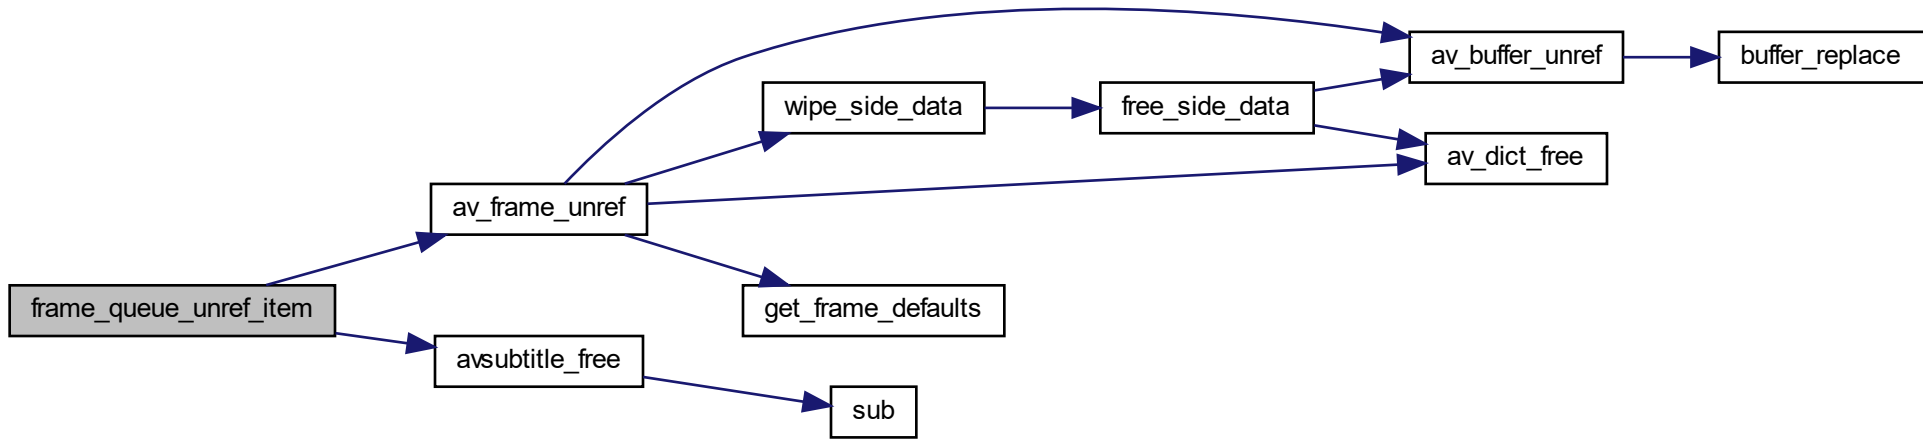 frame_queue_unref_item
av_frame_unref
avsubtitle_free
wipe_side_data
get_frame_defaults
sub
free_side_data
av_buffer_unref
av_dict_free
buffer_replace